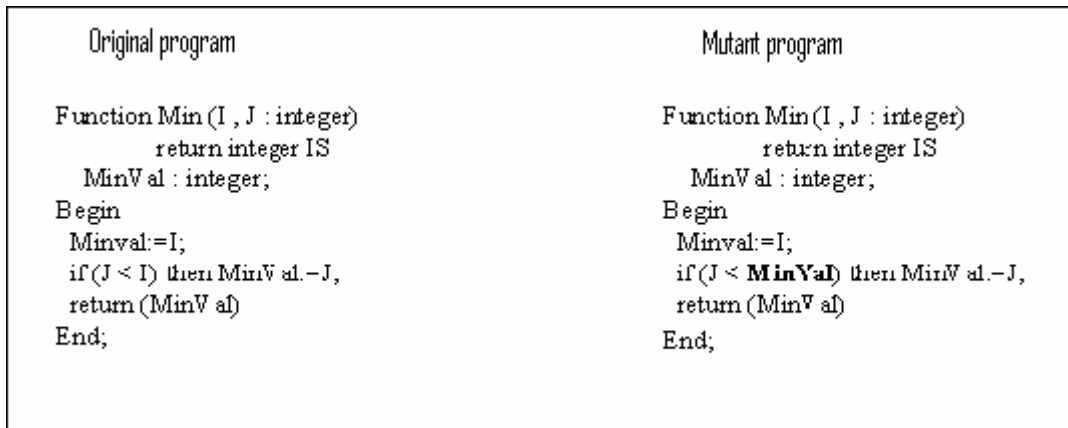 Original program
Function Min (I , J : integer)
return integer IS
MinVal : integer;
Begin
Minval:=I;
if (J < I) then MinVal.–J,
return (MinVal)
End;
Mutant program
Function Min (I , J : integer)
return integer IS
MinVal : integer;
Begin
Minval:=I;
if (J < MinVal) then MinVal.–J,
return (MinVal)
End;